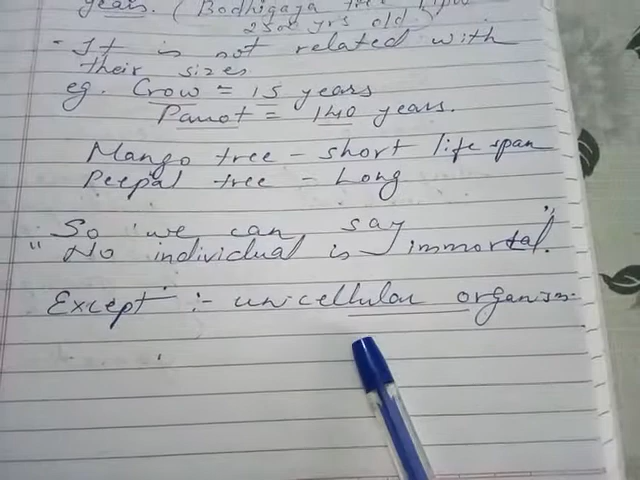 years. (Bodhigaya tree
2500 yrs old)
- It is not related with
their sizes
eg. Crow = 15 years
Parrot = 140 years.
Mango tree - short life span
Peepal tree - Long
So we can say
"No individual is immortal."
Except :- unicellular organism.